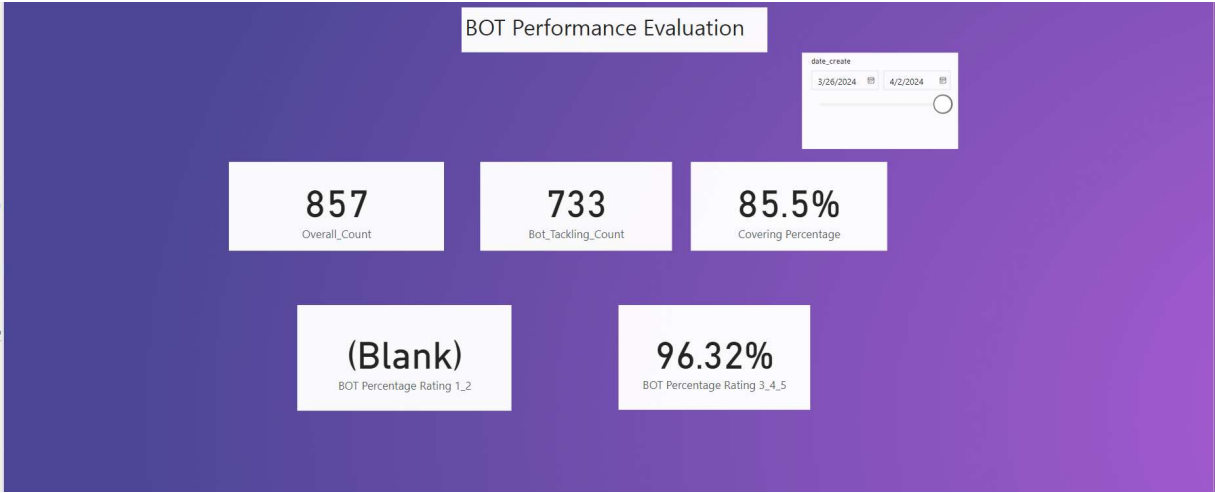 BOT Performance Evaluation
date_create
3/26/2024
4/2/2024
857
Overall_Count
733
Bot_Tackling_Count
85.5%
Covering Percentage
(Blank)
BOT Percentage Rating 1_2
96.32%
BOT Percentage Rating 3_4_5